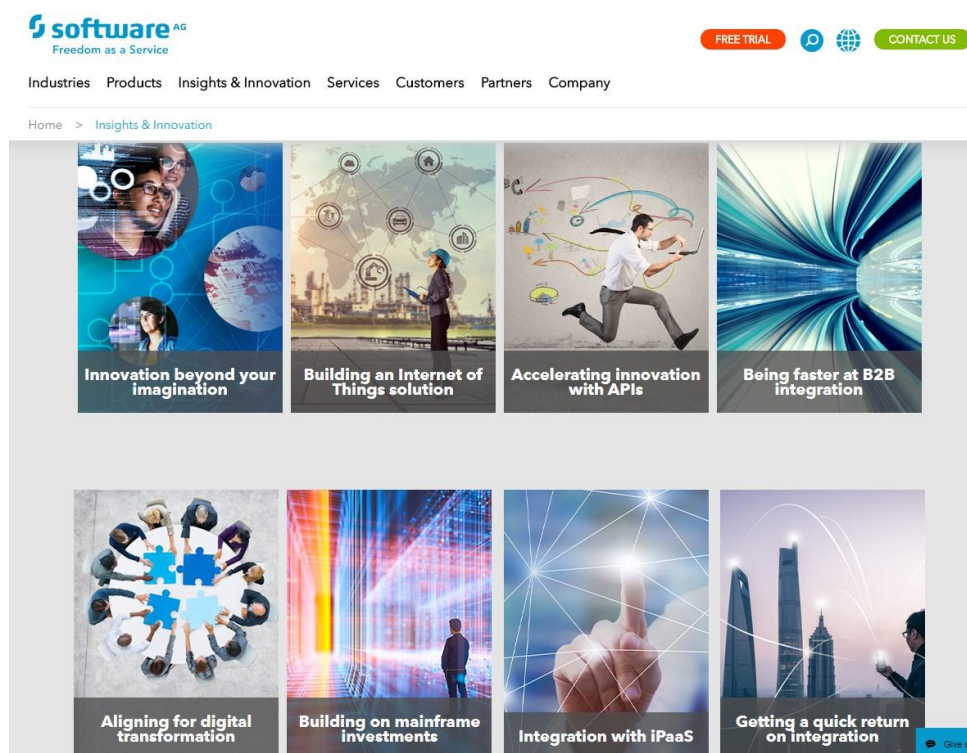 software AG
Freedom as a Service
FREE TRIAL
CONTACT US
Industries Products Insights & Innovation Services Customers Partners Company
Home > Insights & Innovation
Innovation beyond your
imagination
Building an Internet of
Things solution
Accelerating innovation
with APIs
Being faster at B2B
integration
Aligning for digital
transformation
Building on mainframe
investments
Integration with iPaaS
Getting a quick return
on integration
Give